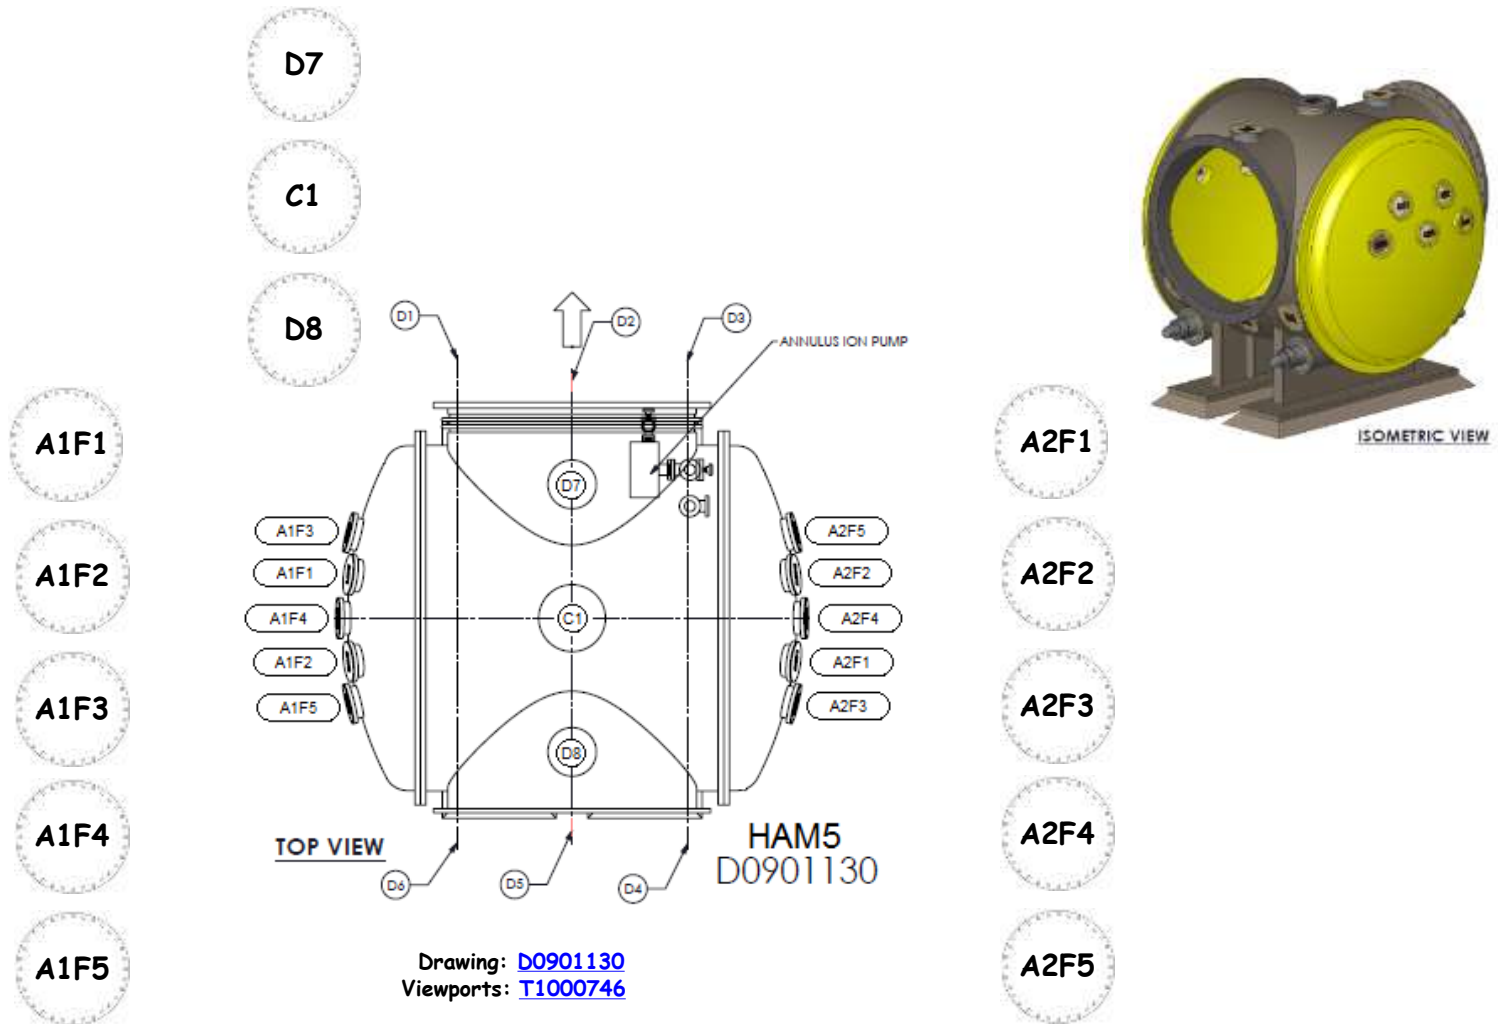 D7
C1
D8
A1F1
A1F2
A1F3
A1F4
A1F5
D1
D2
D3
ANNULUS ION PUMP
D7
A1F3
A1F1
A1F4
A1F2
A1F5
C1
A2F5
A2F2
A2F4
A2F1
A2F3
D8
TOP VIEW
HAM5
D0901130
D6
D5
D4
Drawing: D0901130
Viewports: T1000746
ISOMETRIC VIEW
A2F1
A2F2
A2F3
A2F4
A2F5